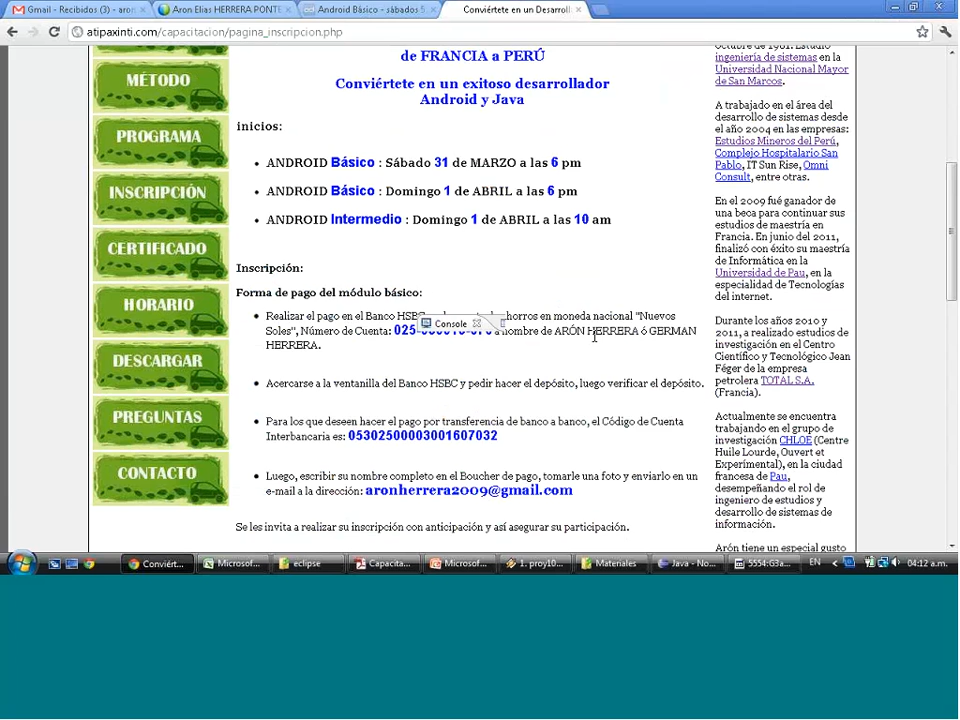 Gmail - Recibidos (3) - aron
Aron Elias HERRERA PONTE
Android Básico - sábados 5
Conviértete en un Desarroll
atipaxinti.com/capacitacion/pagina_inscripcion.php
MÉTODO
PROGRAMA
INSCRIPCIÓN
CERTIFICADO
HORARIO
DESCARGAR
PREGUNTAS
CONTACTO
de FRANCIA a PERÚ
Conviértete en un exitoso desarrollador
Android y Java
inicios:
ANDROID Básico : Sábado 31 de MARZO a las 6 pm
ANDROID Básico : Domingo 1 de ABRIL a las 6 pm
ANDROID Intermedio : Domingo 1 de ABRIL a las 10 am
Inscripción:
Forma de pago del módulo básico:
Realizar el pago en el Banco HSBC horros en moneda nacional "Nuevos
Soles", Número de Cuenta: a nombre de ARÓN HERRERA ó GERMAN
HERRERA.
Console
Acercarse a la ventanilla del Banco HSBC y pedir hacer el depósito, luego verificar el depósito.
Para los que deseen hacer el pago por transferencia de banco a banco, el Código de Cuenta
Interbancaria es: 05302500003001607032
Luego, escribir su nombre completo en el Boucher de pago, tomarle una foto y enviarlo en un
e-mail a la dirección: aronherrera2009@gmail.com
Se les invita a realizar su inscripción con anticipación y así asegurar su participación.
octubre de 1981. Estudió
ingeniería de sistemas en la
Universidad Nacional Mayor
de San Marcos.
A trabajado en el área del
desarrollo de sistemas desde
el año 2004 en las empresas:
Estudios Mineros del Perú,
Complejo Hospitalario San
Pablo, IT Sun Rise, Omni
Consult, entre otras.
En el 2009 fué ganador de
una beca para continuar sus
estudios de maestría en
Francia. En junio del 2011,
finalizó con éxito su maestría
de Informática en la
Universidad de Pau, en la
especialidad de Tecnologías
del internet.
Durante los años 2010 y
2011, a realizado estudios de
investigación en el Centro
Científico y Tecnológico Jean
Féger de la empresa
petrolera TOTAL S.A.
(Francia).
Actualmente se encuentra
trabajando en el grupo de
investigación CHLOE (Centre
Huile Lourde, Ouvert et
Experimental), en la ciudad
francesa de Pau,
desempeñando el rol de
ingeniero de estudios y
desarrollo de sistemas de
información.
Arón tiene un especial gusto
Conviért...
Microsof...
eclipse
Capacita...
Microsof...
1. proy10...
Materiales
Java - No...
5554:G3a...
EN
04:12 a.m.